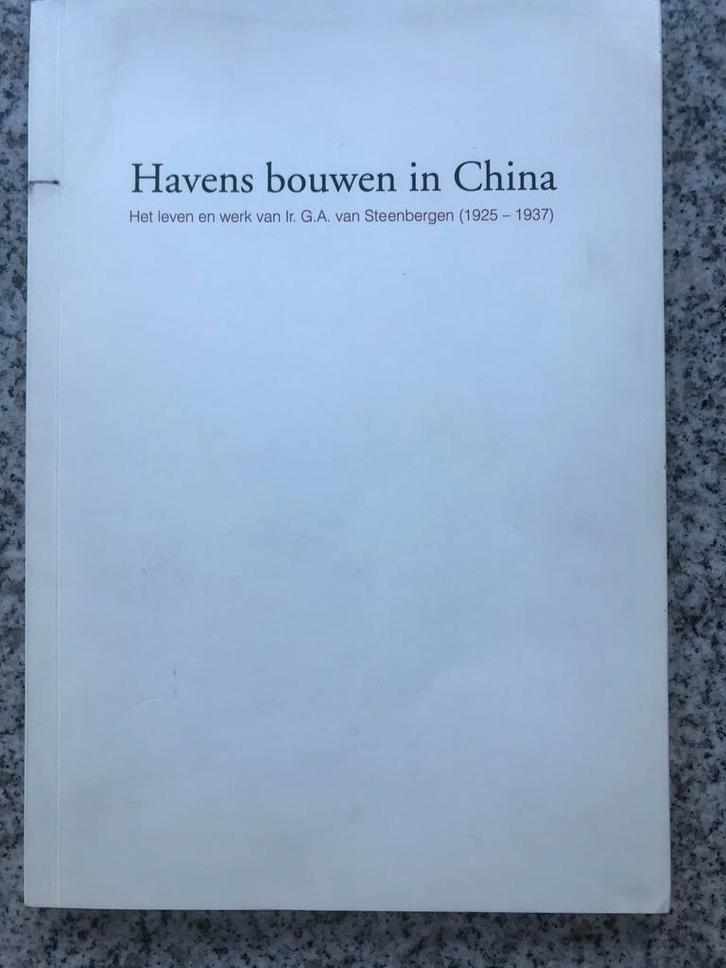 Havens bouwen in China
Het leven en werk van Ir. G.A. van Steenbergen (1925 – 1937)